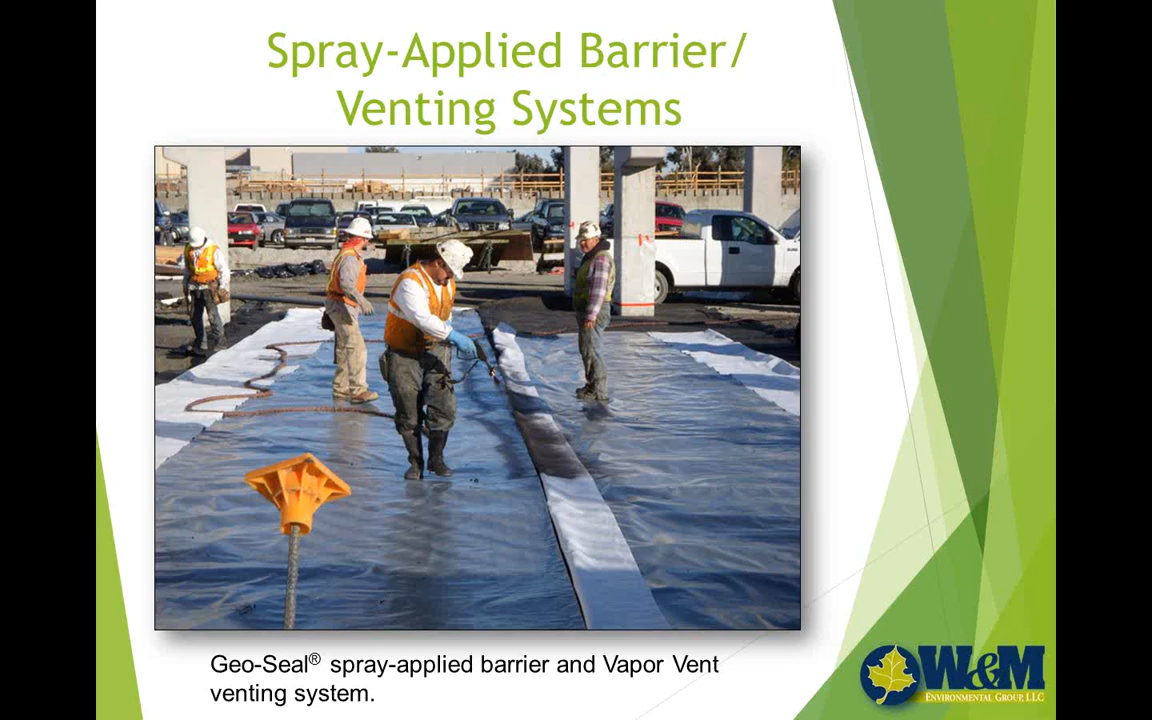 Spray-Applied Barrier/
Venting Systems
Geo-Seal® spray-applied barrier and Vapor Vent
venting system.
W&M
ENVIRONMENTAL GROUP, LLC